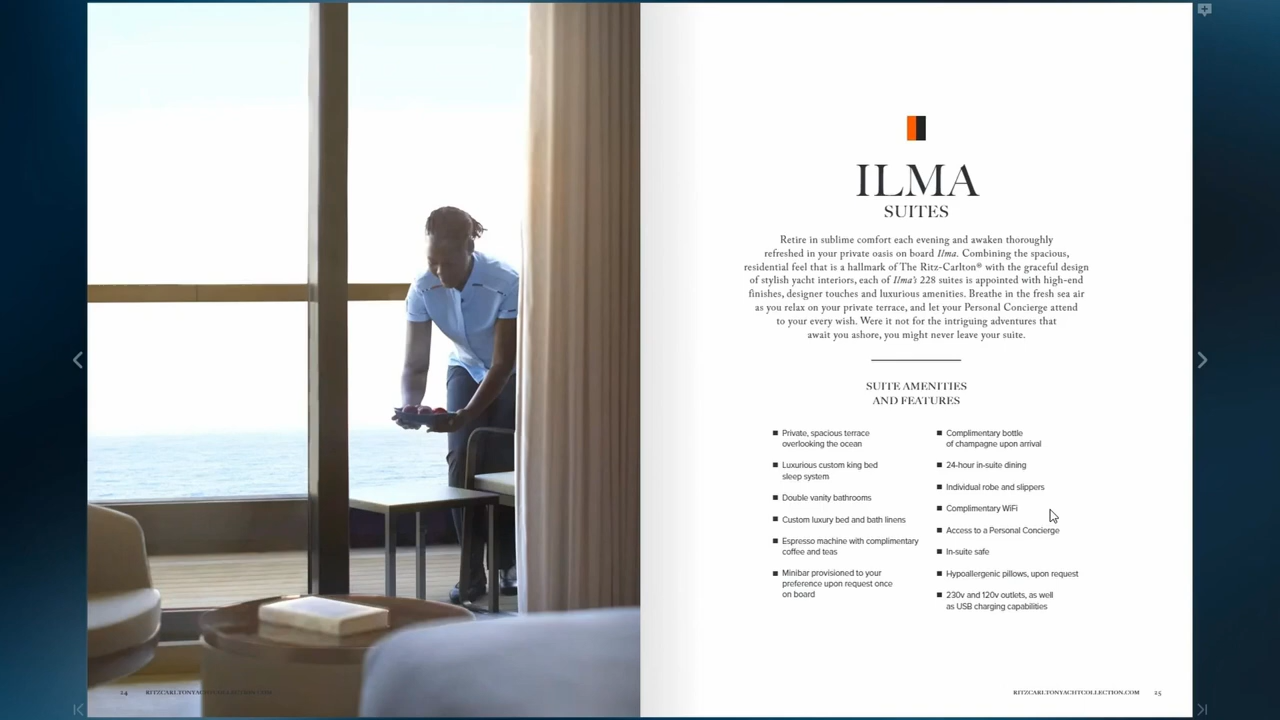 ILMA
SUITES
Retire in sublime comfort each evening and awaken thoroughly
refreshed in your private oasis on board Ilma. Combining the spacious,
residential feel that is a hallmark of The Ritz-Carlton® with the graceful design
of stylish yacht interiors, each of Ilma's 228 suites is appointed with high-end
finishes, designer touches and luxurious amenities. Breathe in the fresh sea air
as you relax on your private terrace, and let your Personal Concierge attend
to your every wish. Were it not for the intriguing adventures that
await you ashore, you might never leave your suite.
SUITE AMENITIES
AND FEATURES
■ Private, spacious terrace
overlooking the ocean
■ Luxurious custom king bed
sleep system
■ Double vanity bathrooms
■ Custom luxury bed and bath linens
■ Espresso machine with complimentary
coffee and teas
■ Minibar provisioned to your
preference upon request once
on board
■ Complimentary bottle
of champagne upon arrival
■ 24-hour in-suite dining
■ Individual robe and slippers
■ Complimentary WiFi
■ Access to a Personal Concierge
■ In-suite safe
■ Hypoallergenic pillows, upon request
■ 230v and 120v outlets, as well
as USB charging capabilities
24 RITZCARLTONYACHTCOLLECTION.COM
RITZCARLTONYACHTCOLLECTION.COM 25